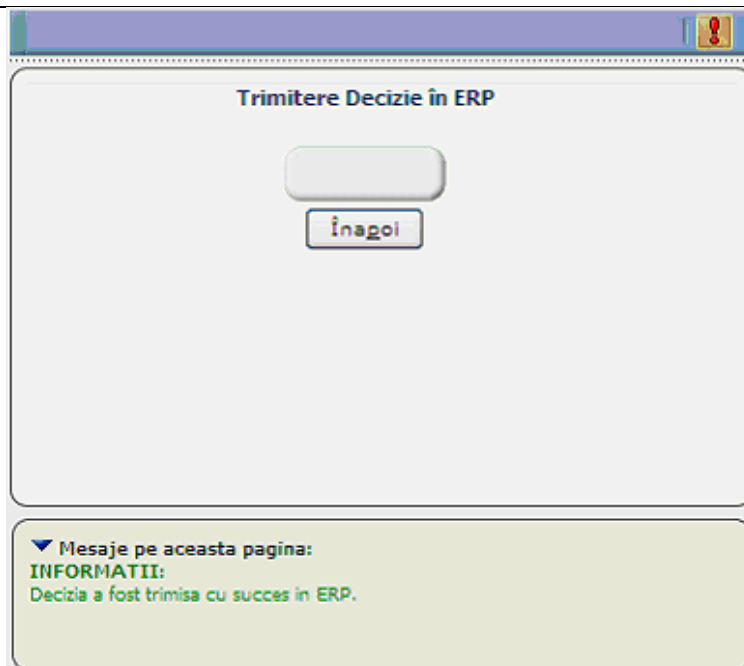 Trimitere Decizie în ERP
Înapoi
Mesaje pe aceasta pagina:
INFORMATII:
Decizia a fost trimisa cu succes in ERP.